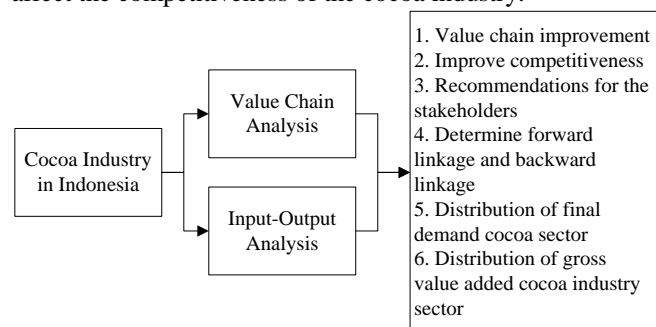 affect the competitiveness of the cocoa industry.
Cocoa Industry
in Indonesia
Value Chain
Analysis
Input-Output
Analysis
1. Value chain improvement
2. Improve competitiveness
3. Recommendations for the
stakeholders
4. Determine forward
linkage and backward
linkage
5. Distribution of final
demand cocoa sector
6. Distribution of gross
value added cocoa industry
sector